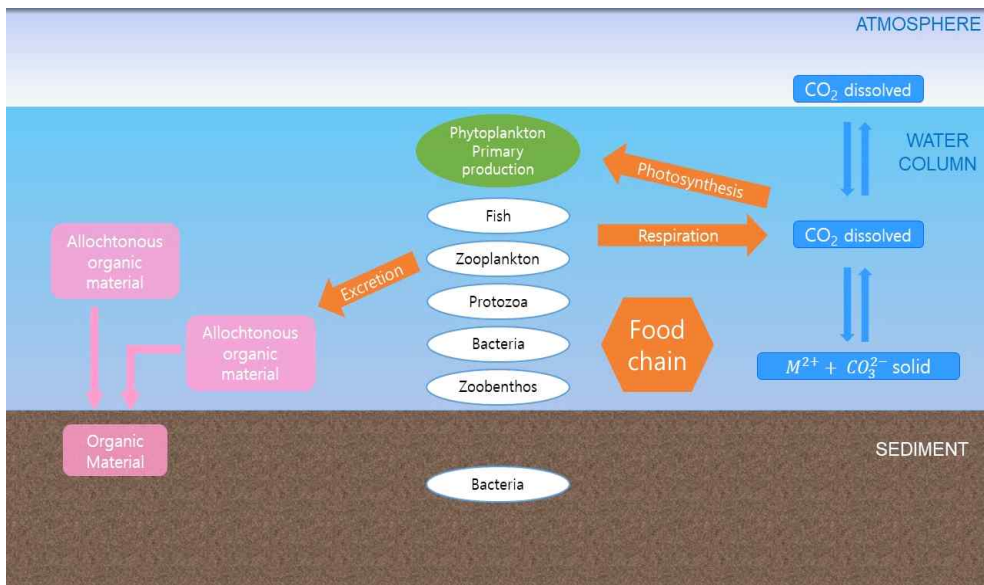 ATMOSPHERE
CO₂ dissolved
WATER
COLUMN
Phytoplankton
Primary
production
Photosynthesis
Fish
Respiration
CO₂ dissolved
Allochtonous
organic
material
Zooplankton
Excretion
Protozoa
Allochtonous
organic
material
Bacteria
Food
chain
M²⁺ + CO₃²⁻ solid
Zoobenthos
Organic
Material
SEDIMENT
Bacteria